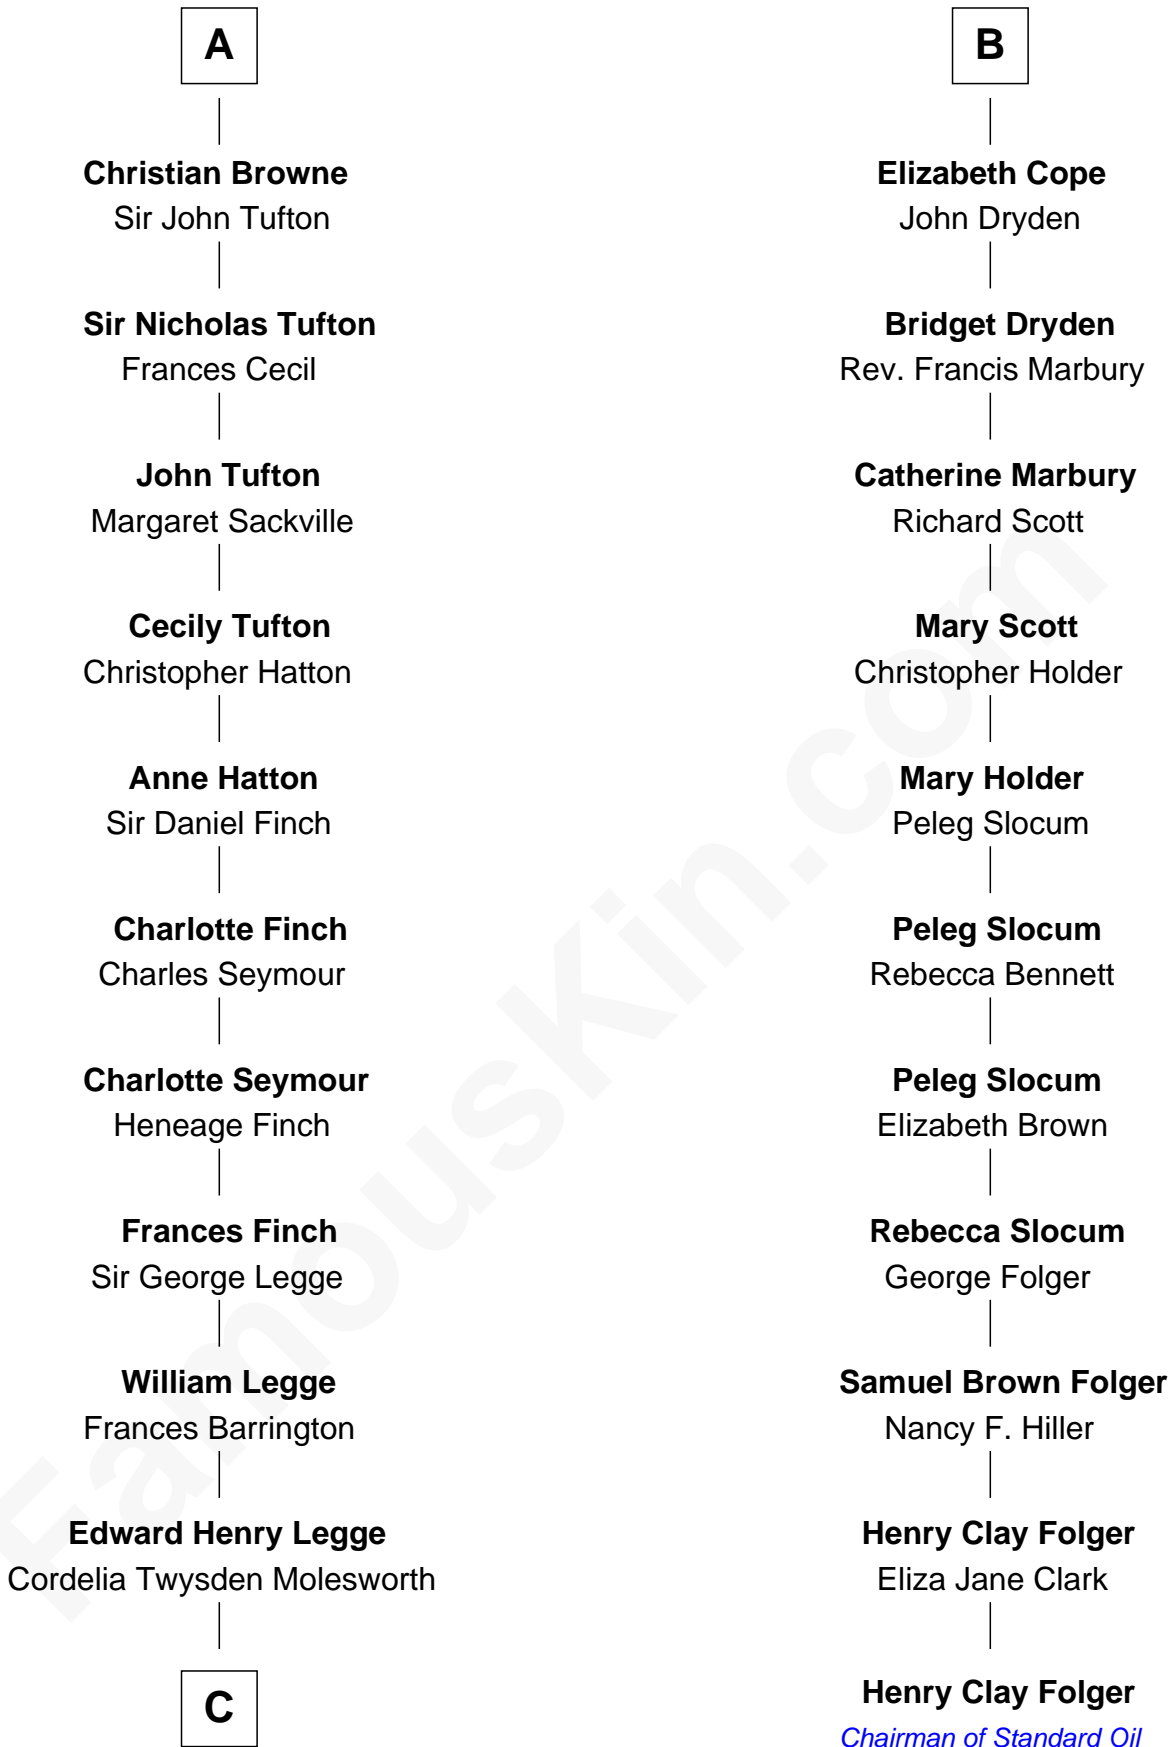 A
Christian Browne
Sir John Tufton
Sir Nicholas Tufton
Frances Cecil
John Tufton
Margaret Sackville
Cecily Tufton
Christopher Hatton
Anne Hatton
Sir Daniel Finch
Charlotte Finch
Charles Seymour
Charlotte Seymour
Heneage Finch
Frances Finch
Sir George Legge
William Legge
Frances Barrington
Edward Henry Legge
Cordelia Twysden Molesworth
C
B
Elizabeth Cope
John Dryden
Bridget Dryden
Rev. Francis Marbury
Catherine Marbury
Richard Scott
Mary Scott
Christopher Holder
Mary Holder
Peleg Slocum
Peleg Slocum
Rebecca Bennett
Peleg Slocum
Elizabeth Brown
Rebecca Slocum
George Folger
Samuel Brown Folger
Nancy F. Hiller
Henry Clay Folger
Eliza Jane Clark
Henry Clay Folger
Chairman of Standard Oil
FamousKin.com